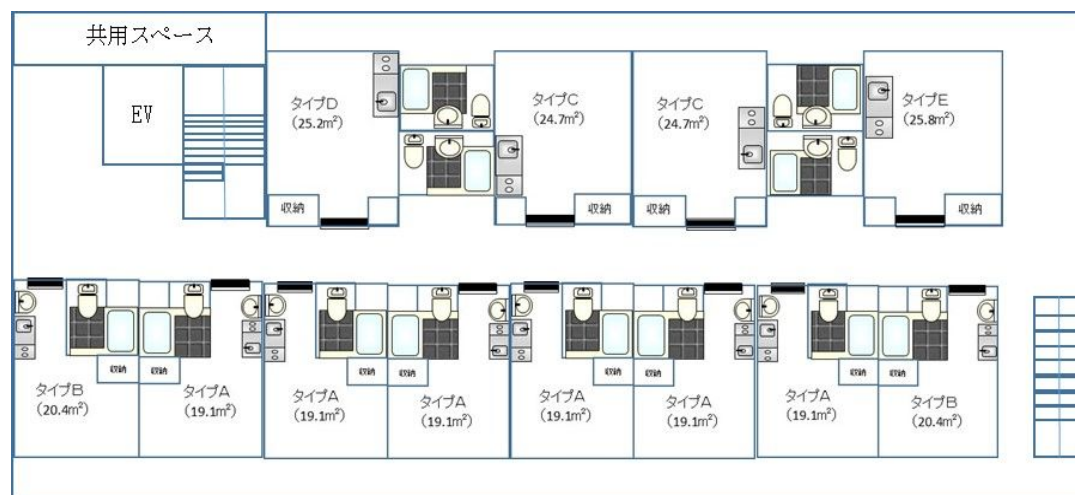 共用スペース
EV
タイプD
(25.2m²)
タイプC
(24.7m²)
タイプC
(24.7m²)
タイプE
(25.8m²)
収納
収納
収納
収納
収納
収納
収納
収納
収納
収納
収納
収納
タイプB
(20.4m²)
タイプA
(19.1m²)
タイプA
(19.1m²)
タイプA
(19.1m²)
タイプA
(19.1m²)
タイプA
(19.1m²)
タイプA
(19.1m²)
タイプB
(20.4m²)